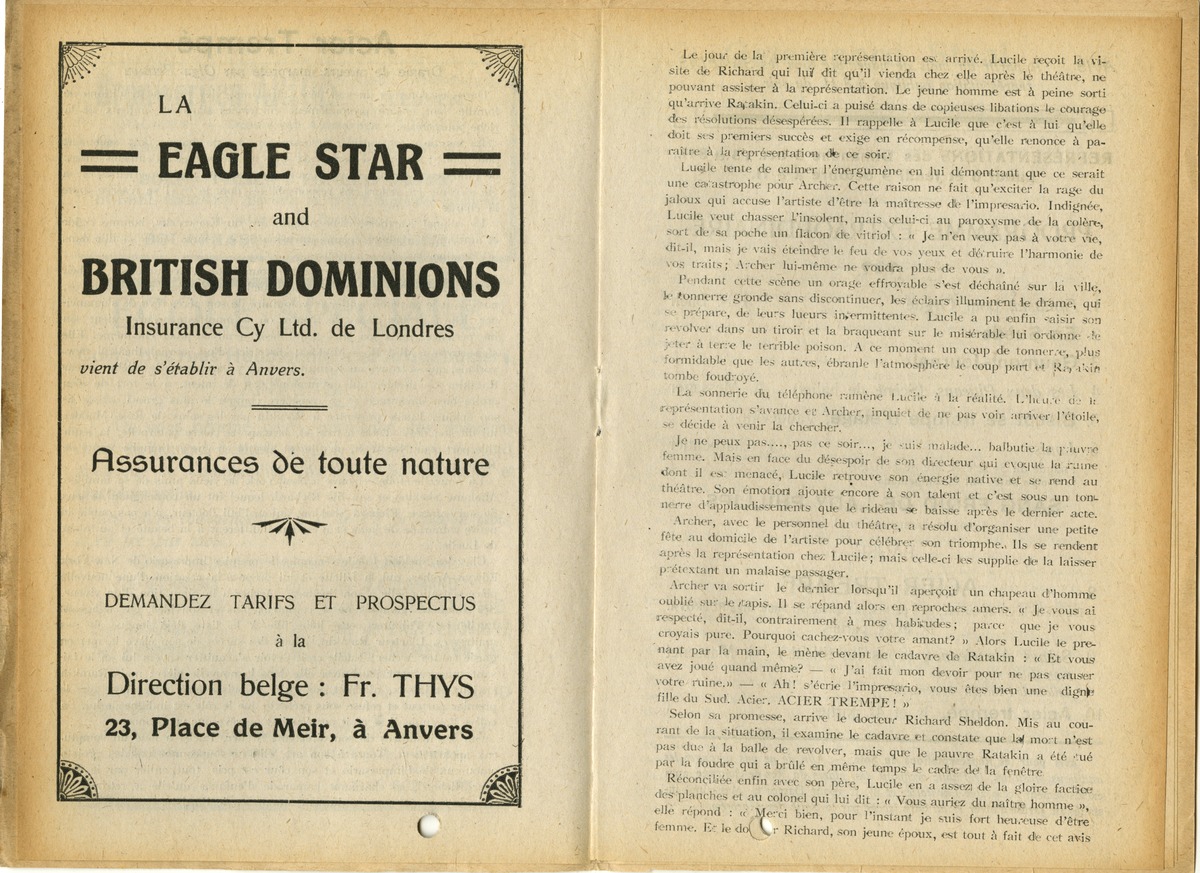 LA
EAGLE STAR
and
BRITISH DOMINIONS
Insurance Cy Ltd. de Londres
vient de s'établir à Anvers.
Assurances de toute nature
DEMANDEZ TARIFS ET PROSPECTUS
à la
Direction belge : Fr. THYS
23, Place de Meir, à Anvers
Le jour de la première représentation est arrivé. Lucile reçoit la vi-
site de Richard qui lui dit qu'il vienda chez elle après le théâtre, ne
pouvant assister à la représentation. Le jeune homme est à peine sorti
qu'arrive Ratakin. Celui-ci a puisé dans de copieuses libations le courage
des résolutions désespérées. Il rappelle à Lucile que c'est à lui qu'elle
doit ses premiers succès et exige en récompense, qu'elle renonce à pa-
raître à la représentation de ce soir.
Lucile tente de calmer l'énergumène en lui démontrant que ce serait
une catastrophe pour Archer. Cette raison ne fait qu'exciter la rage du
jaloux qui accuse l'artiste d'être la maîtresse de l'impresario. Indignée,
Lucile veut chasser l'insolent, mais celui-ci au paroxysme de la colère,
sort de sa poche un flacon de vitriol : « Je n'en veux pas à votre vie,
dit-il, mais je vais éteindre le feu de vos yeux et détruire l'harmonie de
vos traits; Archer lui-même ne voudra plus de vous ».
Pendant cette scène un orage effroyable s'est déchaîné sur la ville,
le tonnerre gronde sans discontinuer, les éclairs illuminent le drame, qui
se prépare, de leurs lueurs intermittentes. Lucile a pu enfin saisir son
revolver dans un tiroir et la braqueant sur le misérable lui ordonne de
jeter à terre le terrible poison. A ce moment un coup de tonnerre, plus
formidable que les autres, ébranle l'atmosphère le coup part et Ratakin
tombe foudroyé.
La sonnerie du téléphone ramène Lucile à la réalité. L'heure de la
représentation s'avance et Archer, inquiet de ne pas voir arriver l'étoile,
se décide à venir la chercher.
Je ne peux pas...., pas ce soir..., je suis malade... balbutie la pauvre
femme. Mais en face du désespoir de son directeur qui évoque la ruine
dont il est menacé, Lucile retrouve son énergie native et se rend au
théâtre. Son émotion ajoute encore à son talent et c'est sous un ton-
nerre d'applaudissements que le rideau se baisse après le dernier acte.
Archer, avec le personnel du théâtre, a résolu d'organiser une petite
fête au domicile de l'artiste pour célébrer son triomphe.. Ils se rendent
après la représentation chez Lucile; mais celle-ci les supplie de la laisser
prétextant un malaise passager.
Archer va sortir le dernier lorsqu'il aperçoit un chapeau d'homme
oublié sur le tapis. Il se répand alors en reproches amers. « Je vous ai
respecté, dit-il, contrairement à mes habitudes; parce que je vous
croyais pure. Pourquoi cachez-vous votre amant? » Alors Lucile le pre-
nant par la main, le mène devant le cadavre de Ratakin : « Et vous
avez joué quand même? — « J'ai fait mon devoir pour ne pas causer
votre ruine.» — « Ah! s'écrie l'impresario, vous êtes bien une digne
fille du Sud. Acier. ACIER TREMPE! »
Selon sa promesse, arrive le docteur Richard Sheldon. Mis au cou-
rant de la situation, il examine le cadavre et constate que la mort n'est
pas due à la balle de revolver, mais que le pauvre Ratakin a été tué
par la foudre qui a brûlé en même temps le cadre de la fenêtre
Réconciliée enfin avec son père, Lucile en a assez de la gloire factice
des planches et au colonel qui lui dit : « Vous auriez du naître homme »,
elle répond : « Merci bien, pour l'instant je suis fort heureuse d'être
femme. Et le Richard, son jeune époux, est tout à fait de cet avis